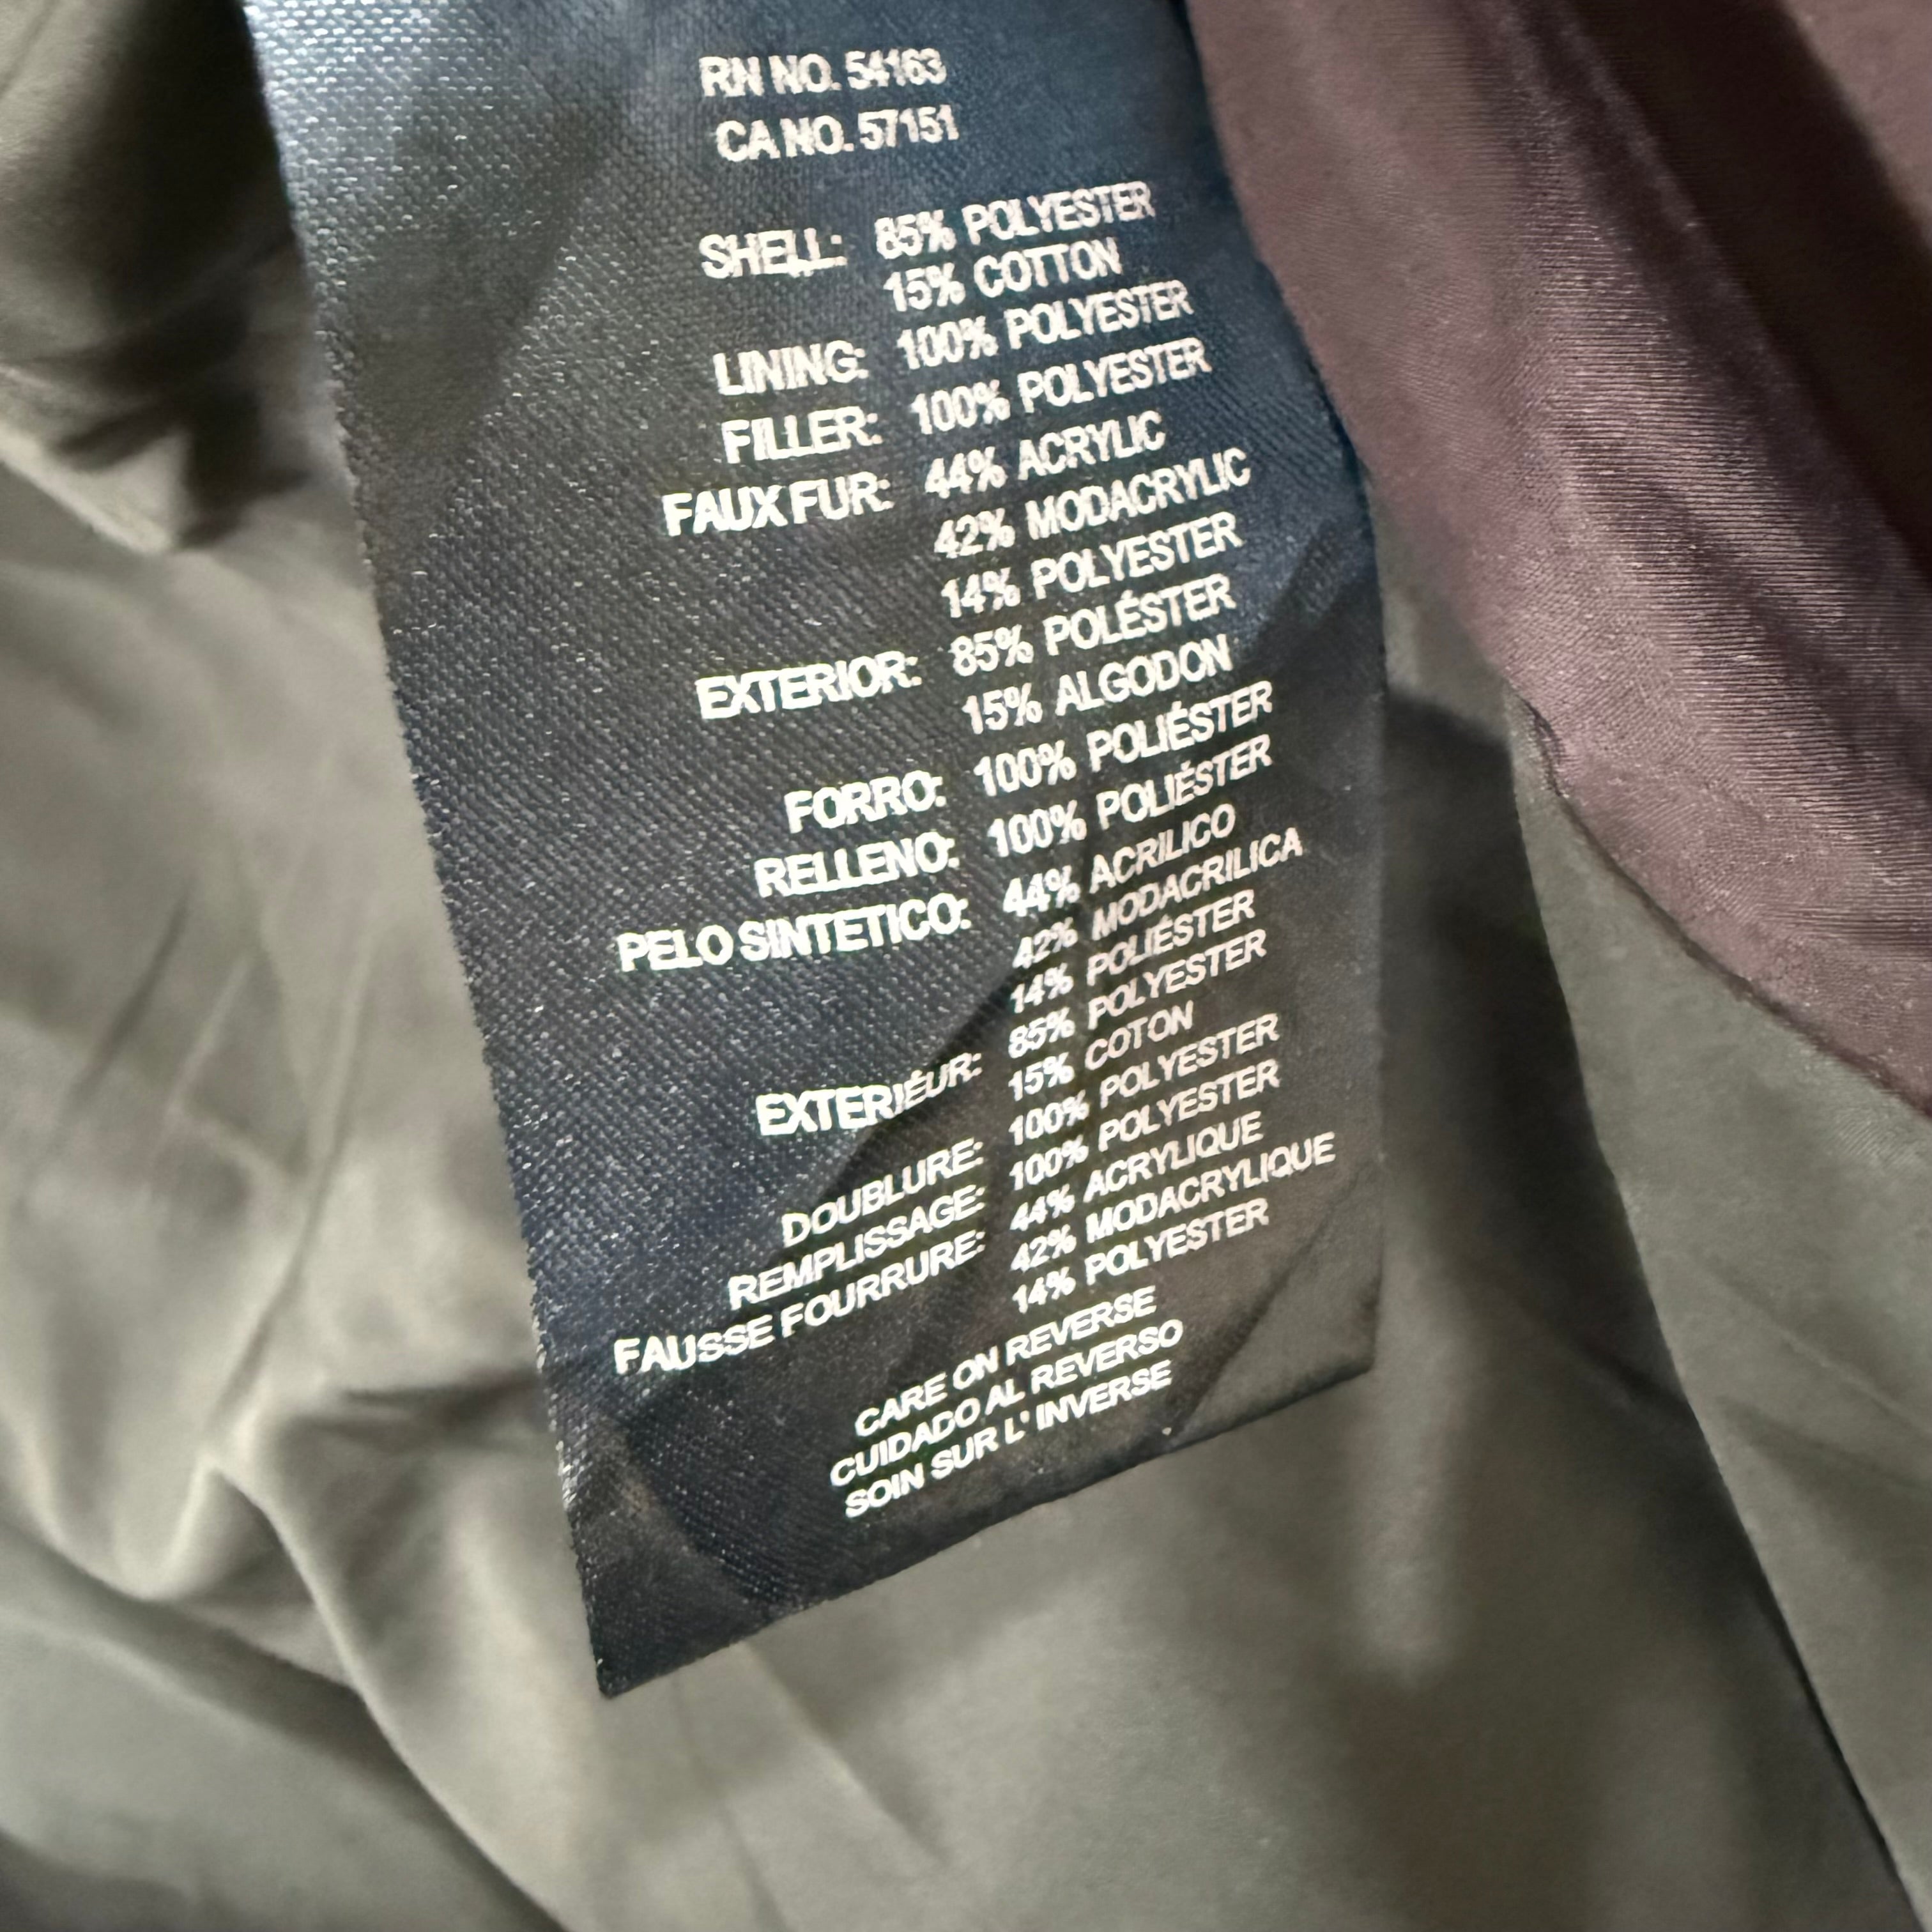 RN NO. 54163
CA NO. 57151
SHELL: 85% POLYESTER
15% COTTON
LINING: 100% POLYESTER
FILLER: 100% POLYESTER
FAUX FUR: 44% ACRYLIC
42% MODACRYLIC
14% POLYESTER
EXTERIOR: 85% POLÉSTER
15% ALGODON
FORRO: 100% POLIÉSTER
RELLENO: 100% POLIÉSTER
PELO SINTETICO: 44% ACRILICO
42% MODACRILICA
14% POLIÉSTER
EXTERIÉUR: 85% POLYESTER
15% COTON
DOUBLURE: 100% POLYESTER
REMPLISSAGE: 100% POLYESTER
FAUSSE FOURRURE: 44% ACRYLIQUE
42% MODACRYLIQUE
14% POLYESTER
CARE ON REVERSE
CUIDADO AL REVERSO
SOIN SUR L' INVERSE